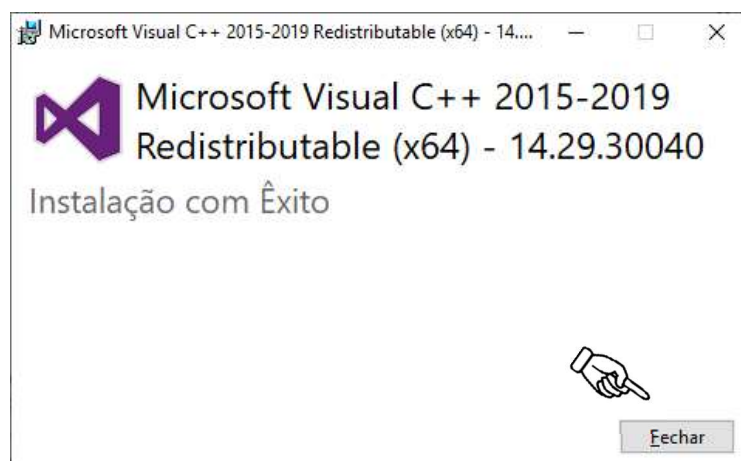 Microsoft Visual C++ 2015-2019 Redistributable (x64) - 14....
Microsoft Visual C++ 2015-2019
Redistributable (x64) - 14.29.30040
Instalação com Êxito
Fechar